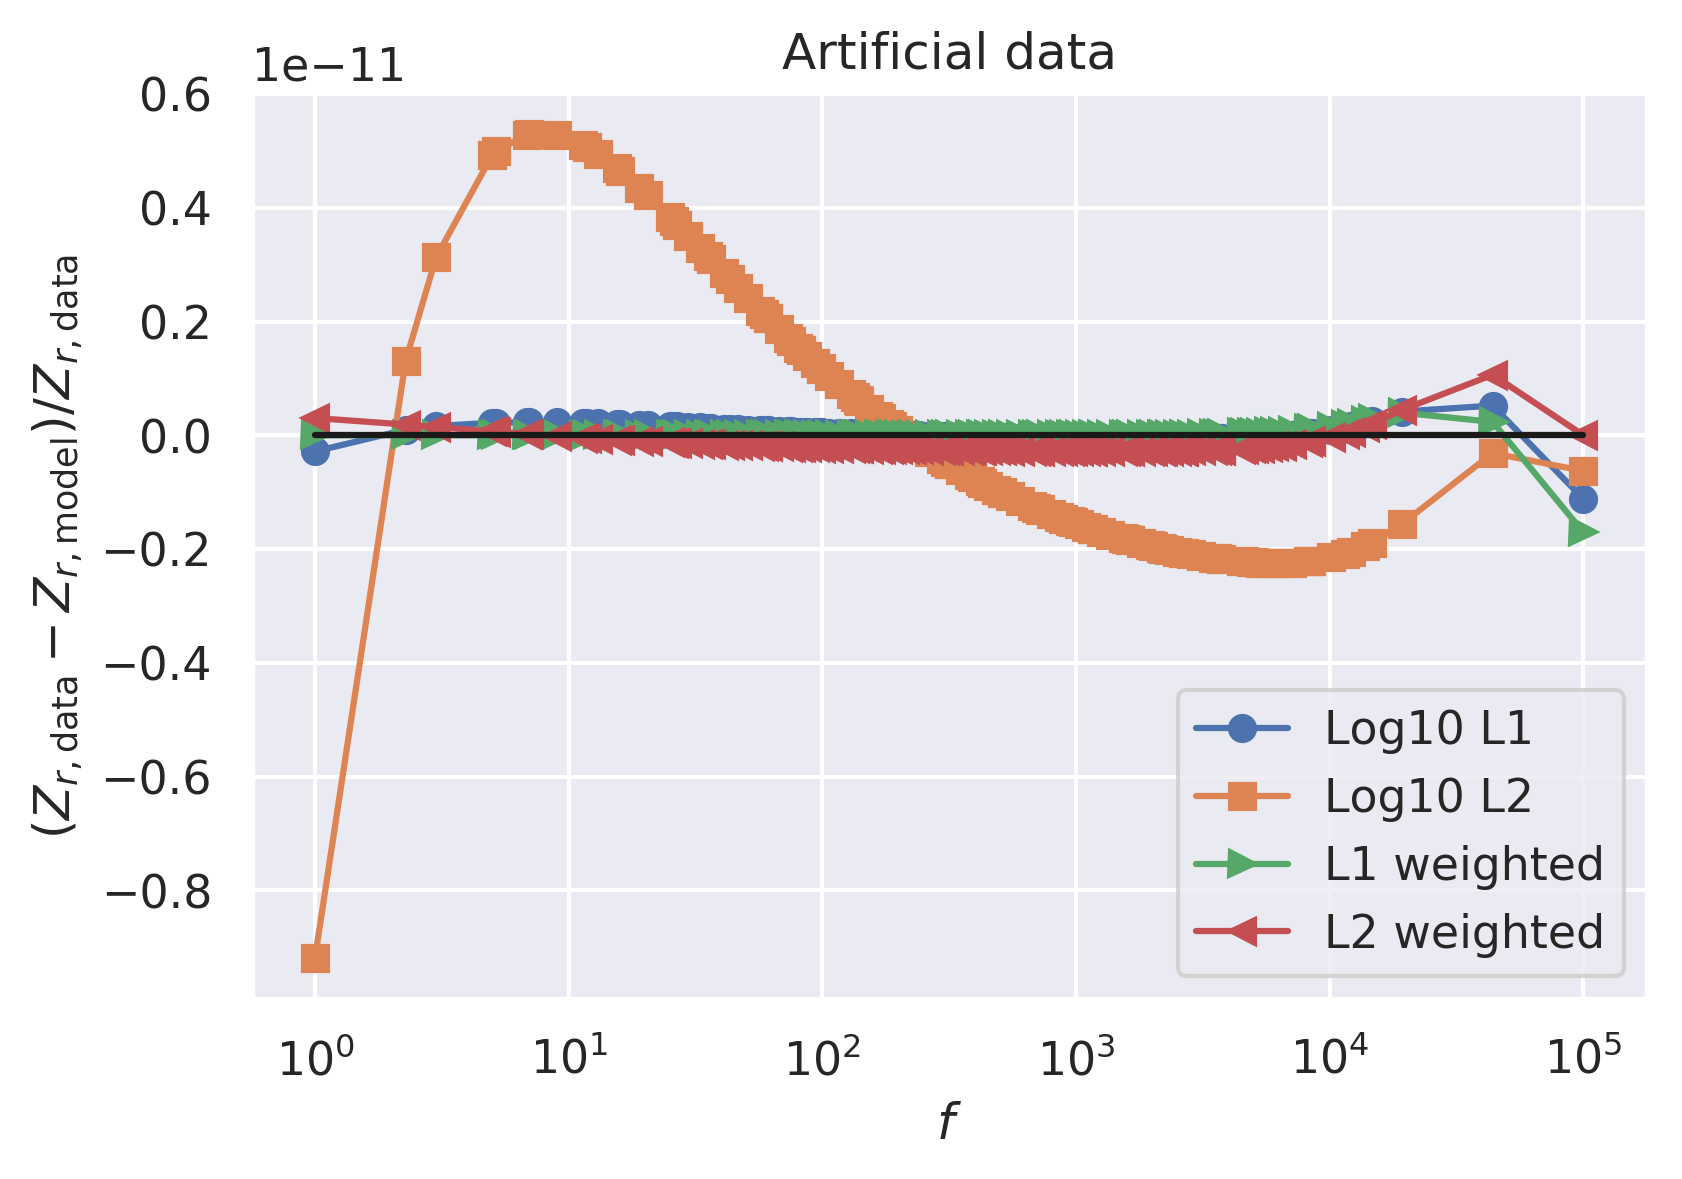 Artificial data
1e−11
0.6
0.4
0.2
0.0
−0.2
−0.4
−0.6
−0.8
(Z_{r, data} − Z_{r, model})/Z_{r, data}
10^0 10^1 10^2 10^3 10^4 10^5
f
Log10 L1
Log10 L2
L1 weighted
L2 weighted